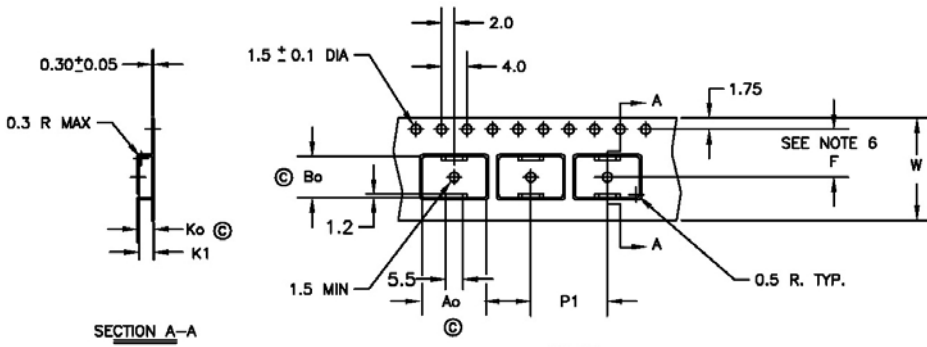 2.0
1.5 ± 0.1 DIA
4.0
0.30±0.05
0.3 R MAX
A
1.75
SEE NOTE 6
F
W
Ⓒ Bo
1.2
Ko Ⓒ
K1
5.5
1.5 MIN
Ao
Ⓒ
P1
A
0.5 R. TYP.
SECTION A-A